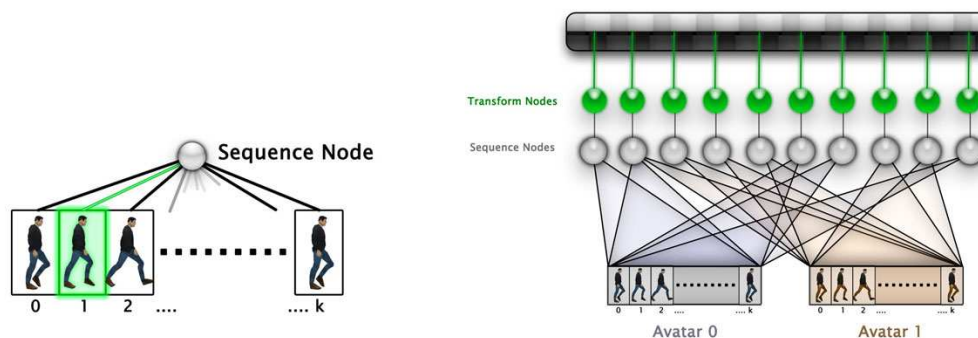 Sequence Node
0 1 2 .... .... k
Transform Nodes
Sequence Nodes
0 1 2 .... .... k
0 1 2 .... .... k
Avatar 0
Avatar 1